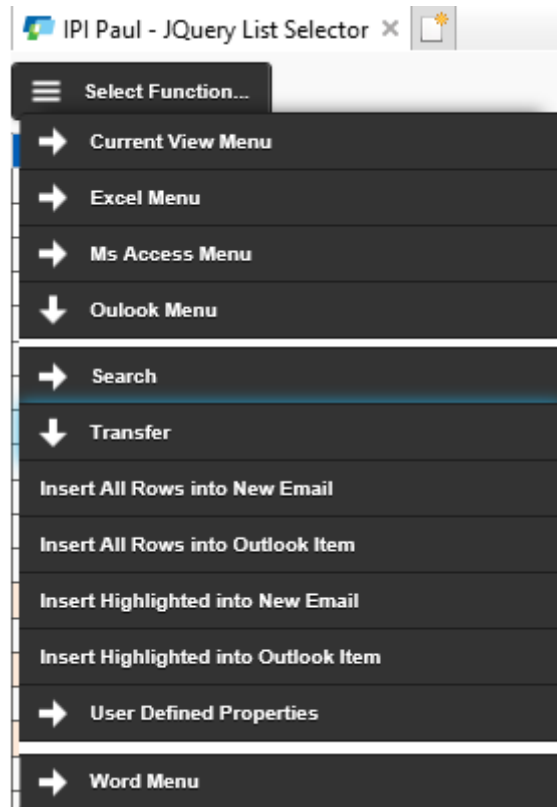 IPI Paul - JQuery List Selector
Select Function...
Current View Menu
Excel Menu
Ms Access Menu
Oulook Menu
Search
Transfer
Insert All Rows into New Email
Insert All Rows into Outlook Item
Insert Highlighted into New Email
Insert Highlighted into Outlook Item
User Defined Properties
Word Menu